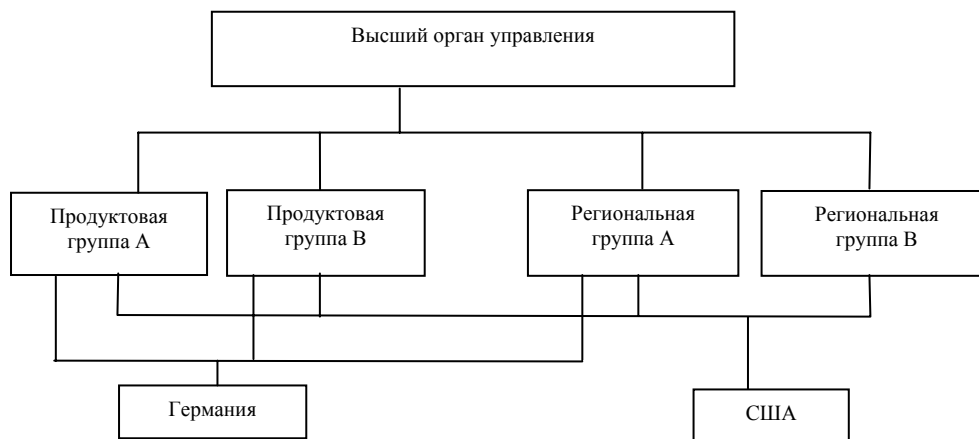 Высший орган управления
Продуктовая
группа А
Продуктовая
группа В
Региональная
группа А
Региональная
группа В
Германия
США